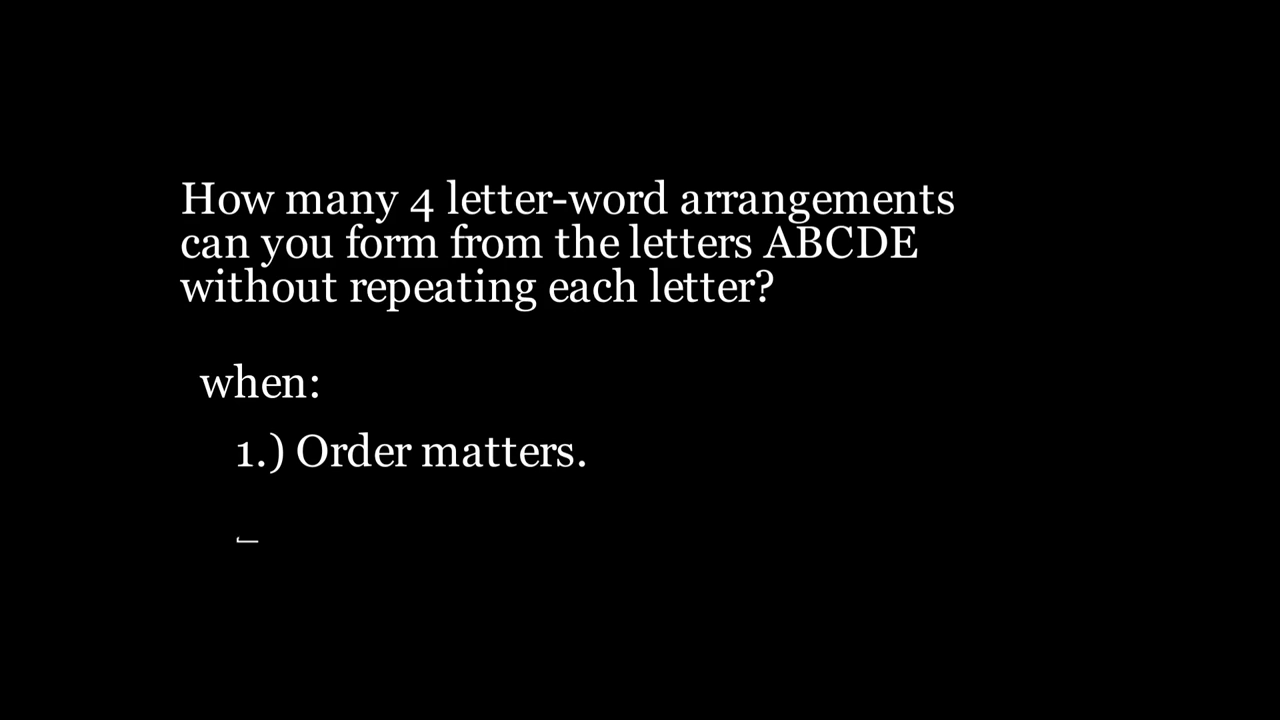 How many 4 letter-word arrangements
can you form from the letters ABCDE
without repeating each letter?
when:
1.) Order matters.